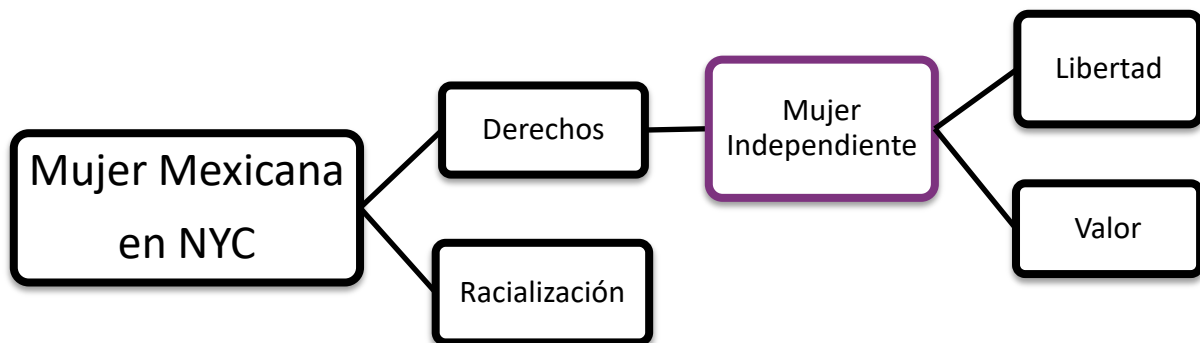 Mujer Mexicana
en NYC
Derechos
Racialización
Mujer
Independiente
Libertad
Valor